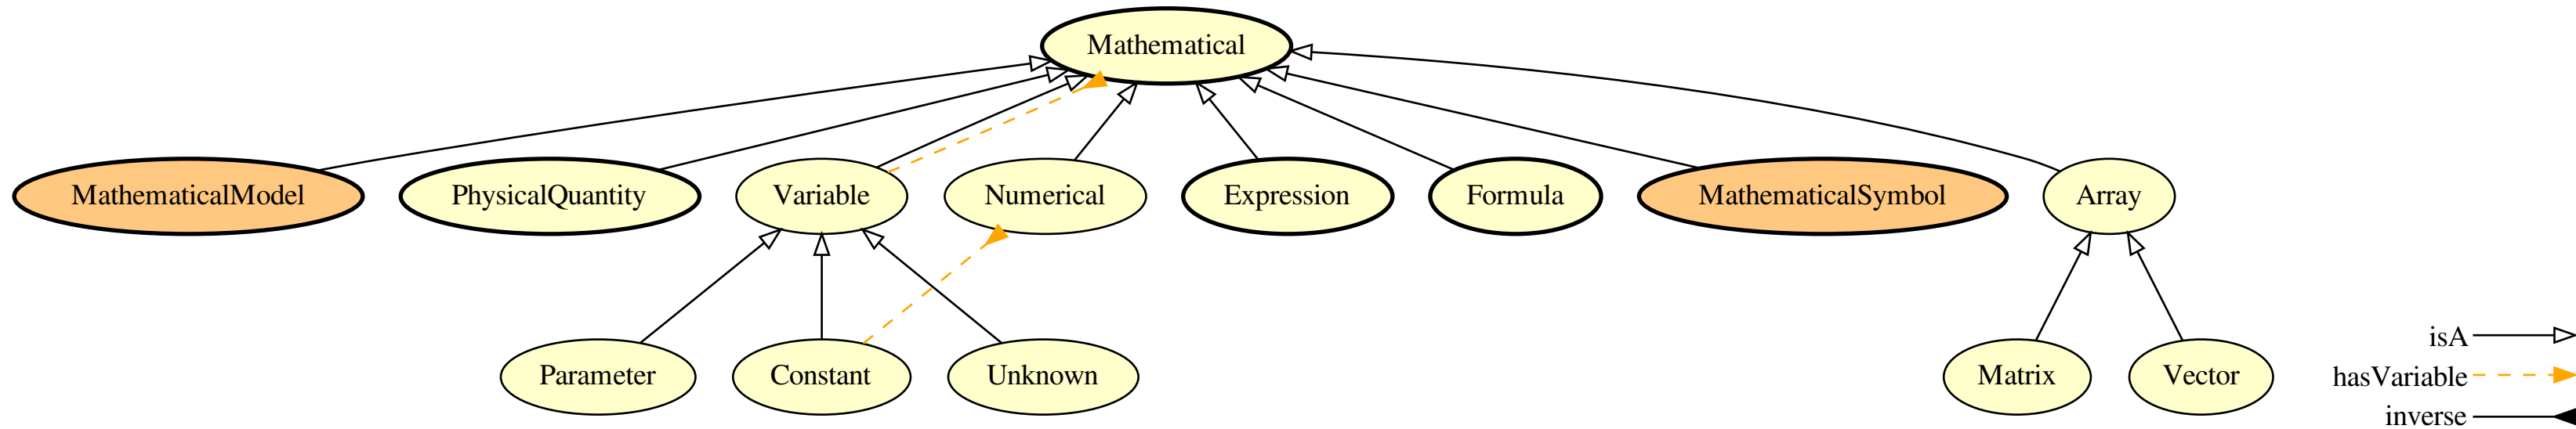 Mathematical
MathematicalModel
PhysicalQuantity
Variable
Numerical
Expression
Formula
MathematicalSymbol
Array
Parameter
Constant
Unknown
Matrix
Vector
isA
hasVariable
inverse